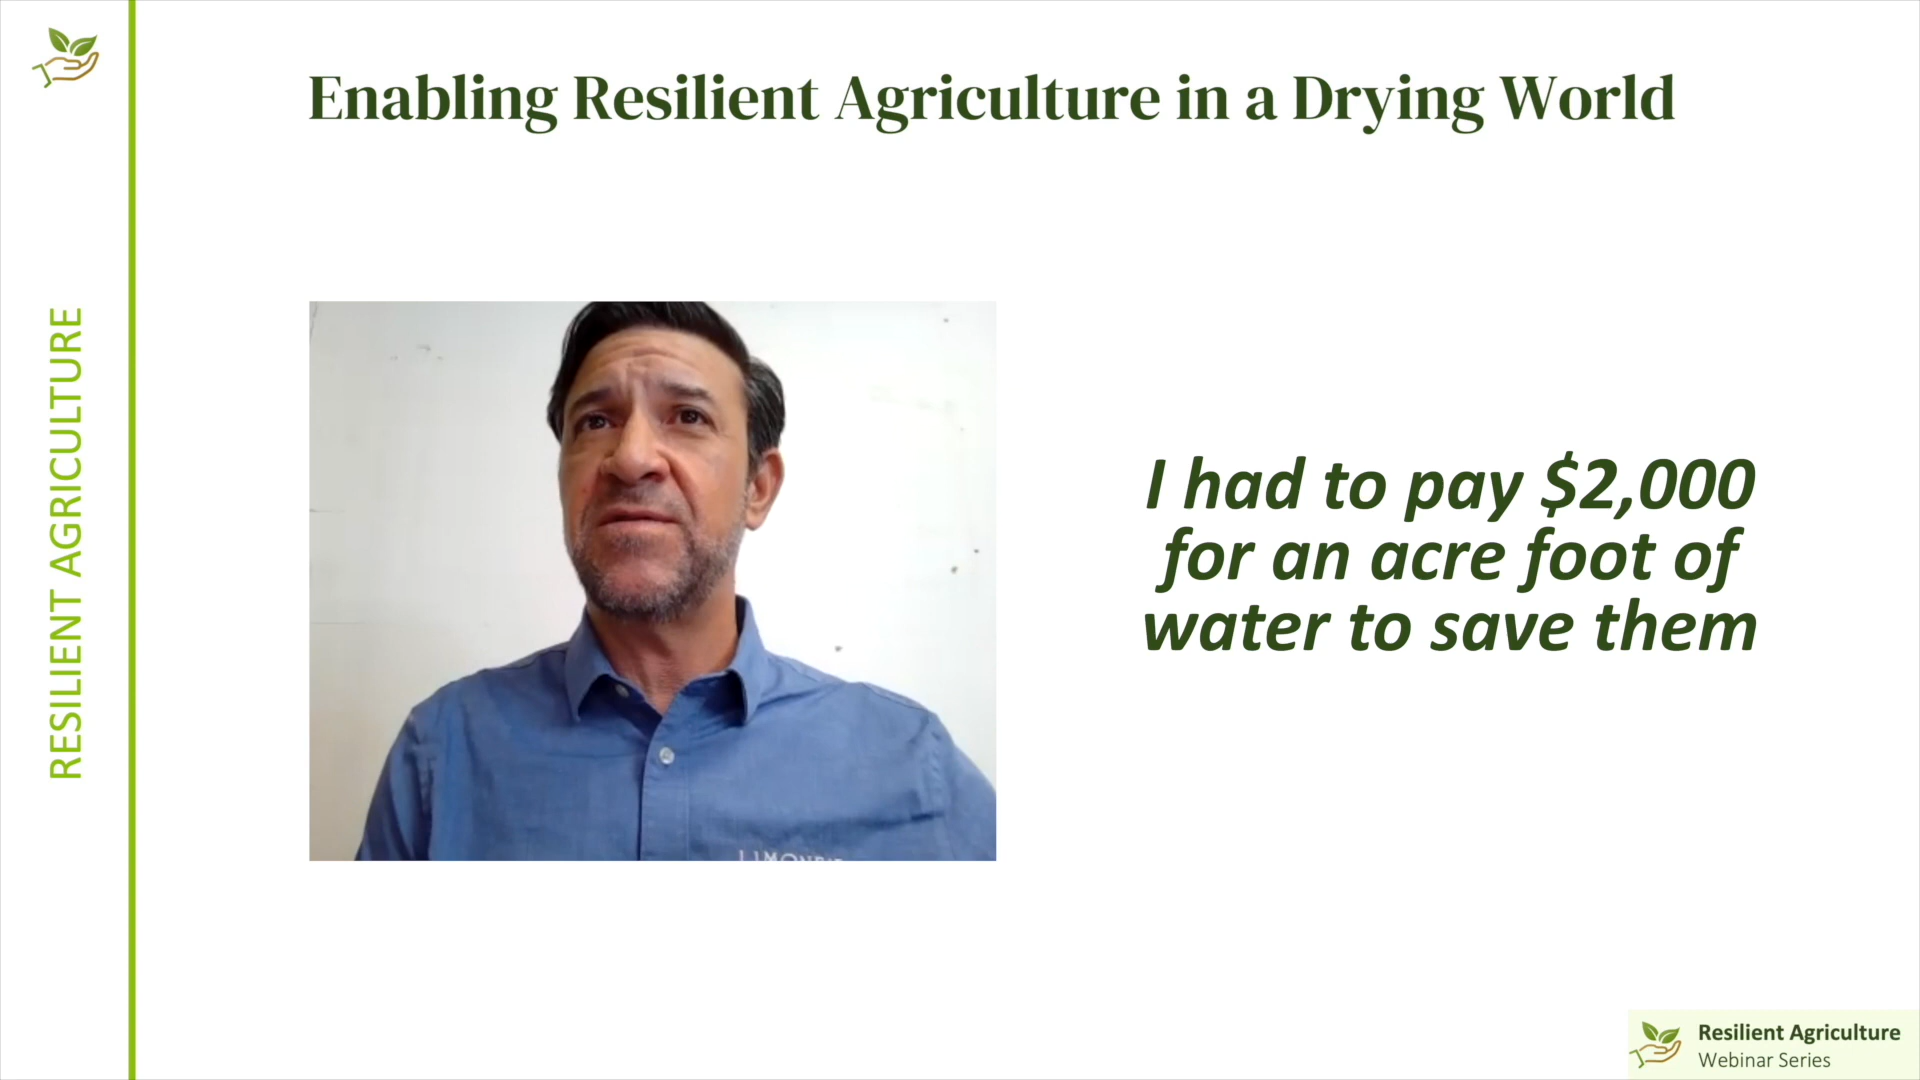 Enabling Resilient Agriculture in a Drying World
RESILIENT AGRICULTURE
I had to pay $2,000
for an acre foot of
water to save them
Resilient Agriculture
Webinar Series